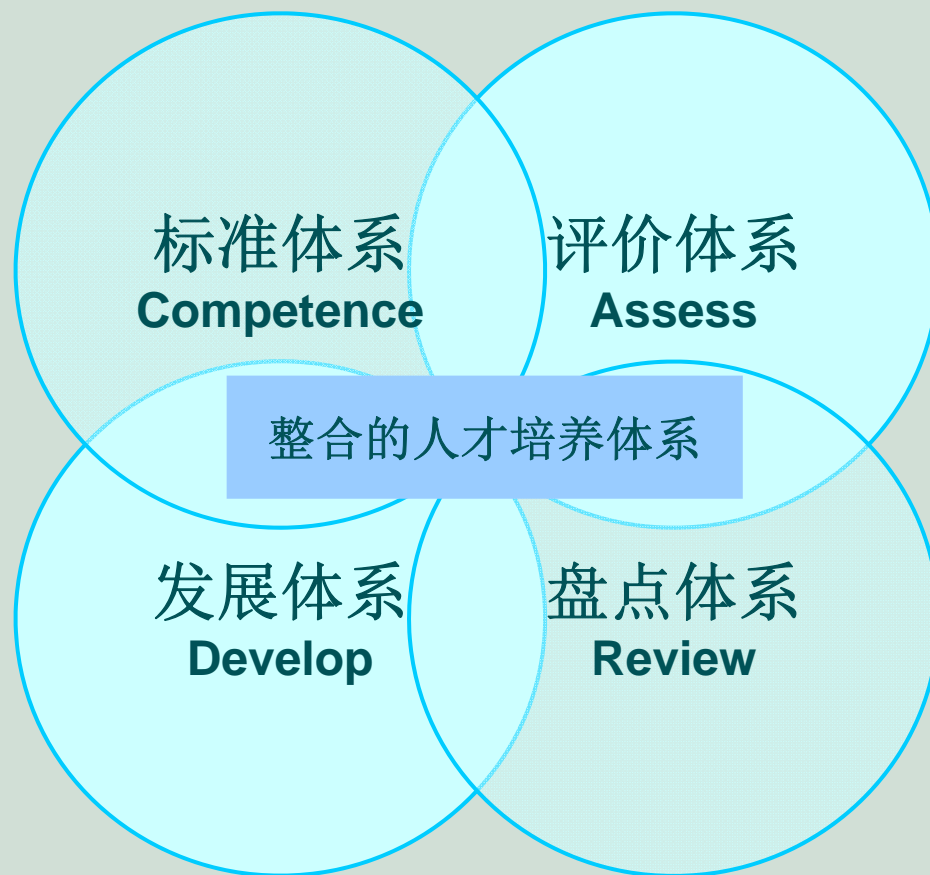 标准体系
Competence
评价体系
Assess
整合的人才培养体系
发展体系
Develop
盘点体系
Review